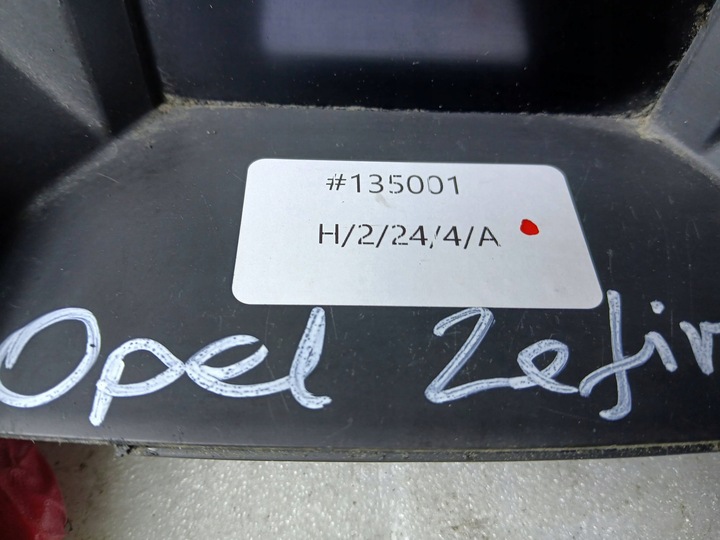 #135001
H/2/24/4/A
Opel Zefir